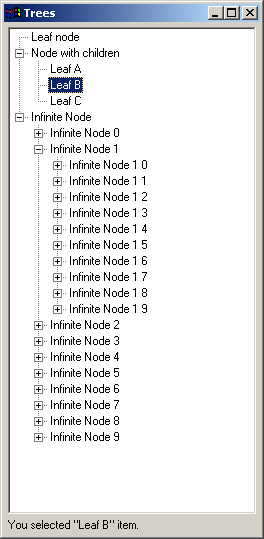 Trees
Leaf node
Node with children
Leaf A
Leaf B
Leaf C
Infinite Node
Infinite Node 0
Infinite Node 1
Infinite Node 1 0
Infinite Node 1 1
Infinite Node 1 2
Infinite Node 1 3
Infinite Node 1 4
Infinite Node 1 5
Infinite Node 1 6
Infinite Node 1 7
Infinite Node 1 8
Infinite Node 1 9
Infinite Node 2
Infinite Node 3
Infinite Node 4
Infinite Node 5
Infinite Node 6
Infinite Node 7
Infinite Node 8
Infinite Node 9
You selected "Leaf B" item.